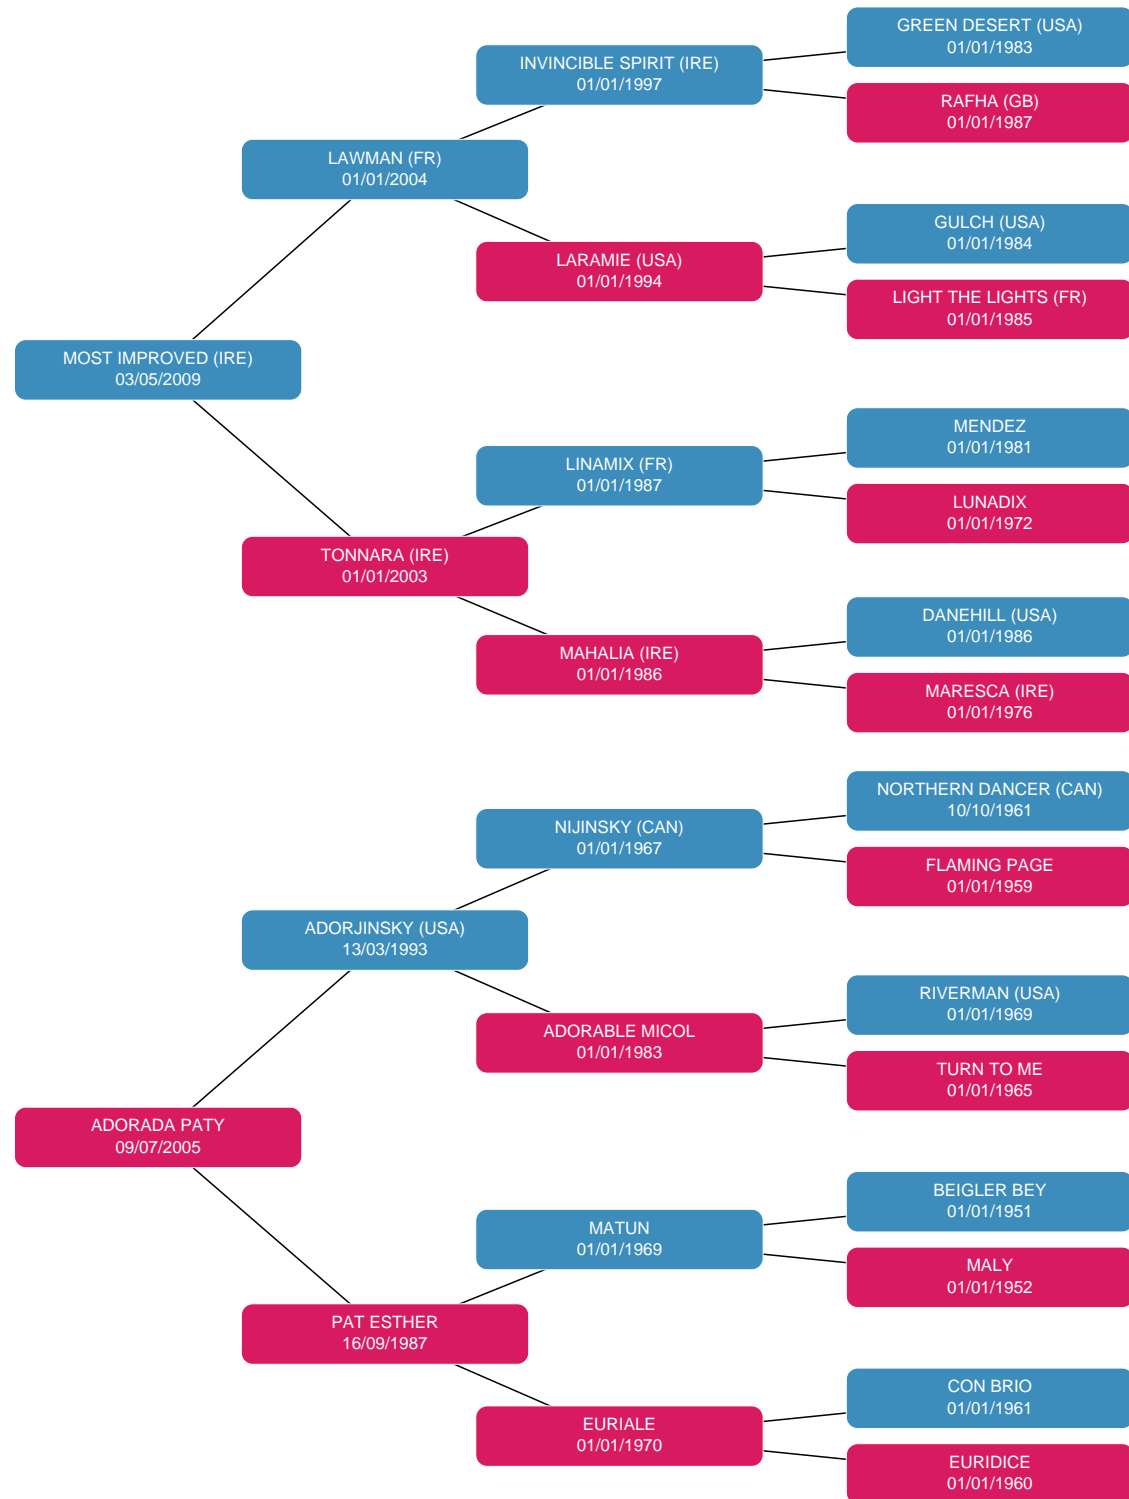 GREEN DESERT (USA)
01/01/1983
INVINCIBLE SPIRIT (IRE)
01/01/1997
RAFHA (GB)
01/01/1987
LAWMAN (FR)
01/01/2004
GULCH (USA)
01/01/1984
LARAMIE (USA)
01/01/1994
LIGHT THE LIGHTS (FR)
01/01/1985
MOST IMPROVED (IRE)
03/05/2009
MENDEZ
01/01/1981
LINAMIX (FR)
01/01/1987
LUNADIX
01/01/1972
TONNARA (IRE)
01/01/2003
DANEHILL (USA)
01/01/1986
MAHALIA (IRE)
01/01/1986
MARESCA (IRE)
01/01/1976
NORTHERN DANCER (CAN)
10/10/1961
NIJINSKY (CAN)
01/01/1967
FLAMING PAGE
01/01/1959
ADORJINSKY (USA)
13/03/1993
RIVERMAN (USA)
01/01/1969
ADORABLE MICOL
01/01/1983
TURN TO ME
01/01/1965
ADORADA PATY
09/07/2005
BEIGLER BEY
01/01/1951
MATUN
01/01/1969
MALY
01/01/1952
PAT ESTHER
16/09/1987
CON BRIO
01/01/1961
EURIALE
01/01/1970
EURIDICE
01/01/1960